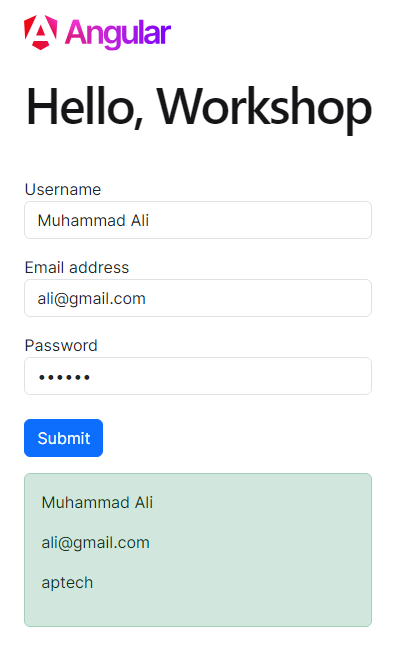 Angular
Hello, Workshop
Username
Muhammad Ali
Email address
ali@gmail.com
Password
••••••
Submit
Muhammad Ali
ali@gmail.com
aptech